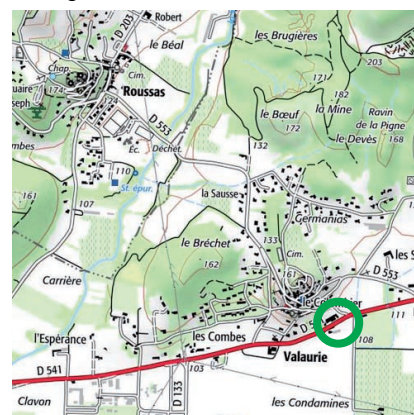 Robert
D 203
le Béal
les Brugières
203
171
182
la Mine
Chap.
174
Cim.
Roussas
le Bœuf
172
Ravin
de la Pigne
168
le Devès
D 553
Éc.
Déchet.
132
110
St. épur.
161
107
la Sausse
Germanias
le Bréchet
133
162
Cim.
161
D 553
Carrière
111
l'Espérance
les Combes
Valaurie
108
103
D 541
D 133
Clavon
les Condamines